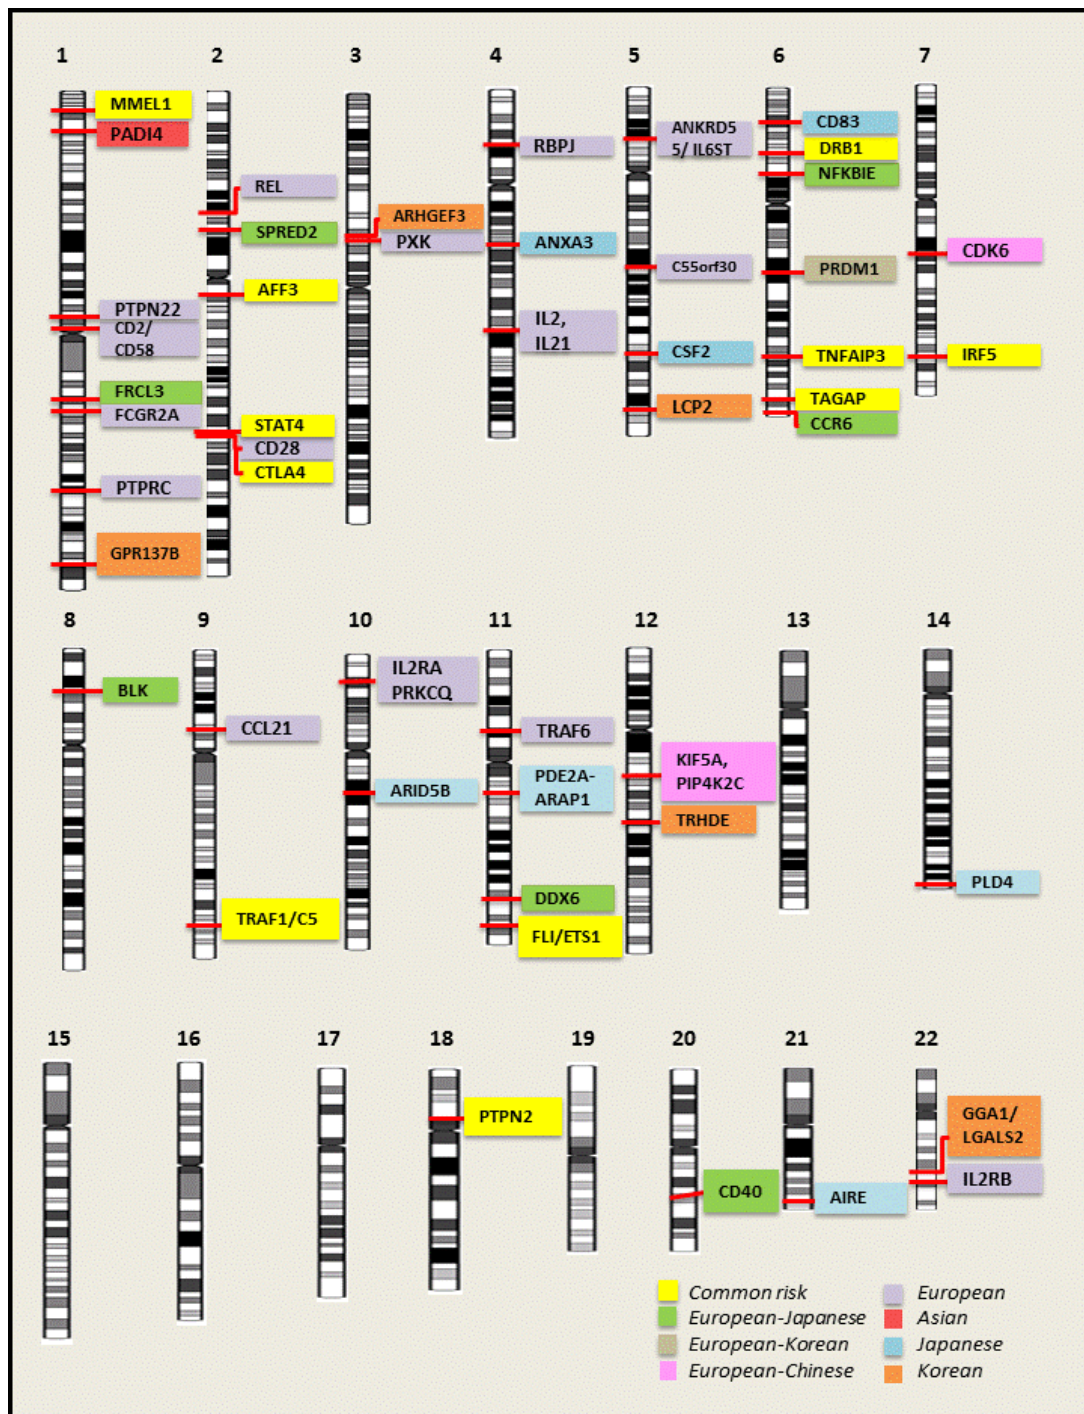 1 2 3 4 5 6 7
MMEL1
PADI4
REL
SPRED2
AFF3
PTPN22
CD2/
CD58
FRCL3
FCGR2A
STAT4
CD28
CTLA4
PTPRC
GPR137B
ARHGEF3
PXK
RBPJ
ANXA3
IL2,
IL21
ANKRD5
5/ IL6ST
C55orf30
CSF2
LCP2
CD83
DRB1
NFKBIE
PRDM1
TNFAIP3
TAGAP
CCR6
CDK6
IRF5
8 9 10 11 12 13 14
BLK
CCL21
TRAF1/C5
IL2RA
PRKCQ
ARID5B
TRAF6
PDE2A-
ARAP1
DDX6
FLI/ETS1
KIF5A,
PIP4K2C
TRHDE
PLD4
15 16 17 18 19 20 21 22
PTPN2
CD40
AIRE
GGA1/
LGALS2
IL2RB
Common risk
European-Japanese
European-Korean
European-Chinese
European
Asian
Japanese
Korean